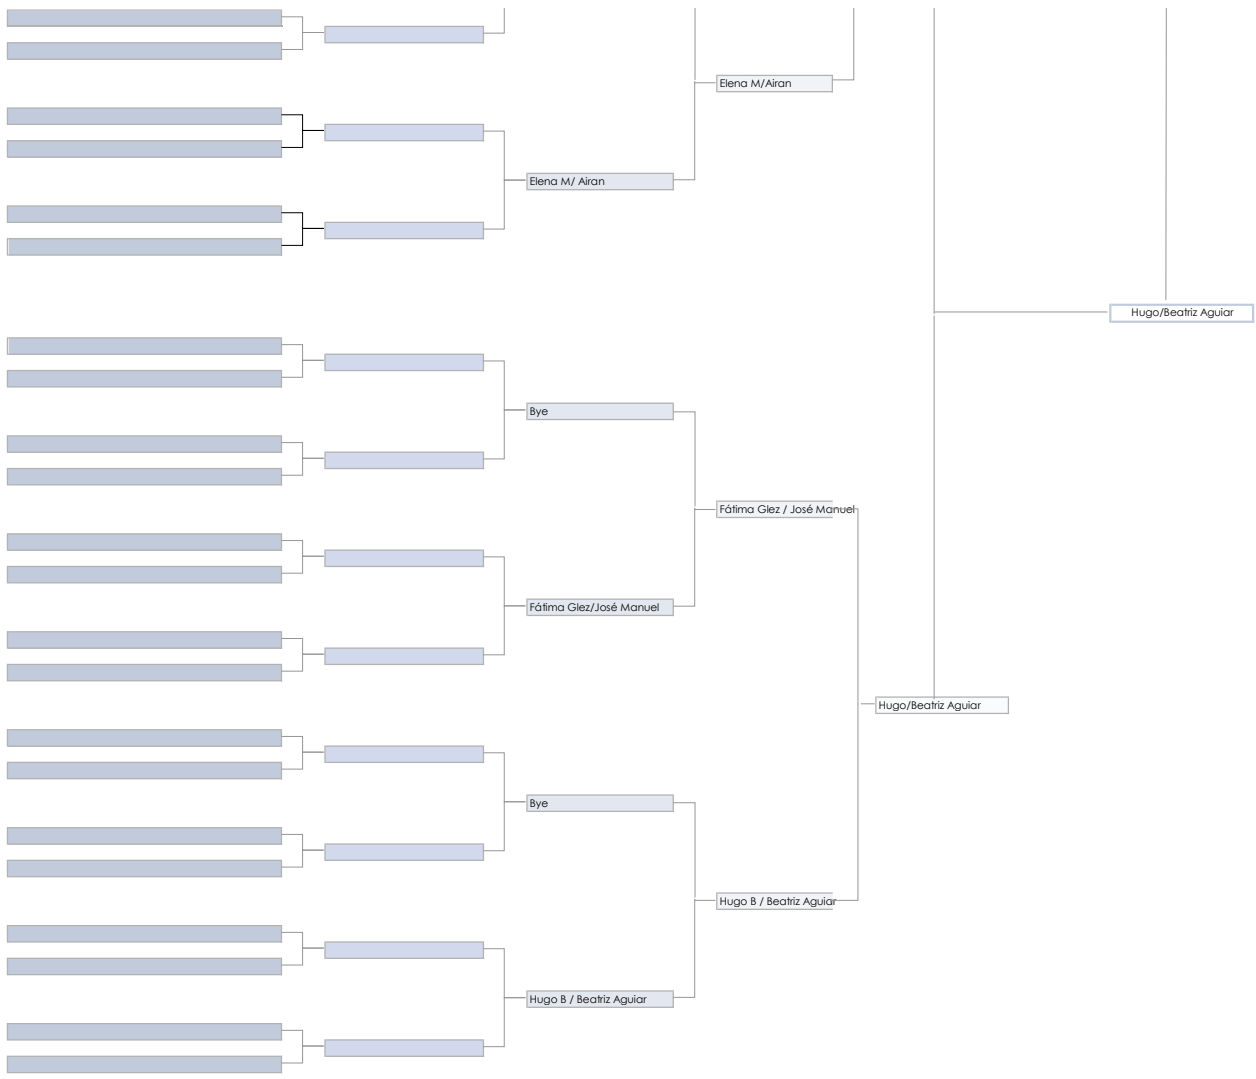 Elena M/Airan
Elena M/ Airan
Hugo/Beatriz Aguiar
Bye
Fátima Glez / José Manuel
Fátima Glez/José Manuel
Hugo/Beatriz Aguiar
Bye
Hugo B / Beatriz Aguiar
Hugo B / Beatriz Aguiar